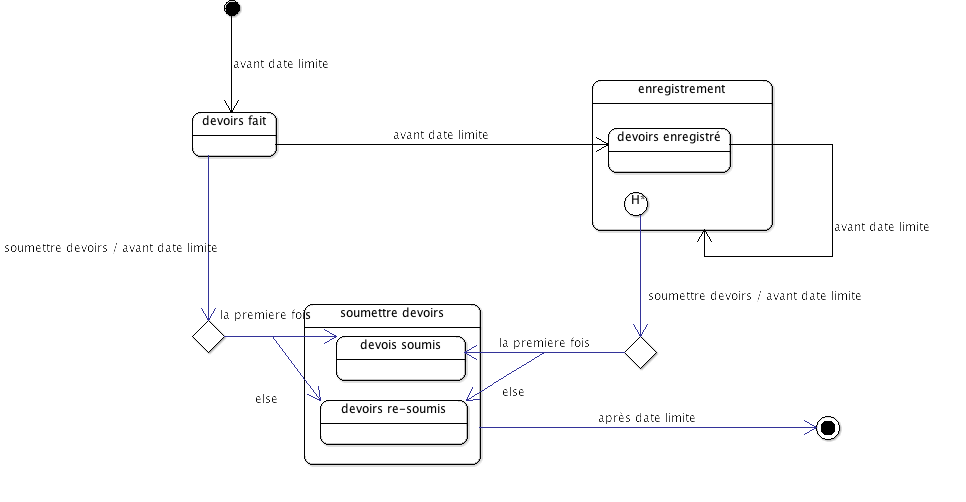 avant date limite
enregistrement
devoirs fait
avant date limite
devoirs enregistré
H*
avant date limite
soumettre devoirs / avant date limite
soumettre devoirs / avant date limite
la premiere fois
soumettre devoirs
devois soumis
la premiere fois
else
else
devoirs re-soumis
après date limite